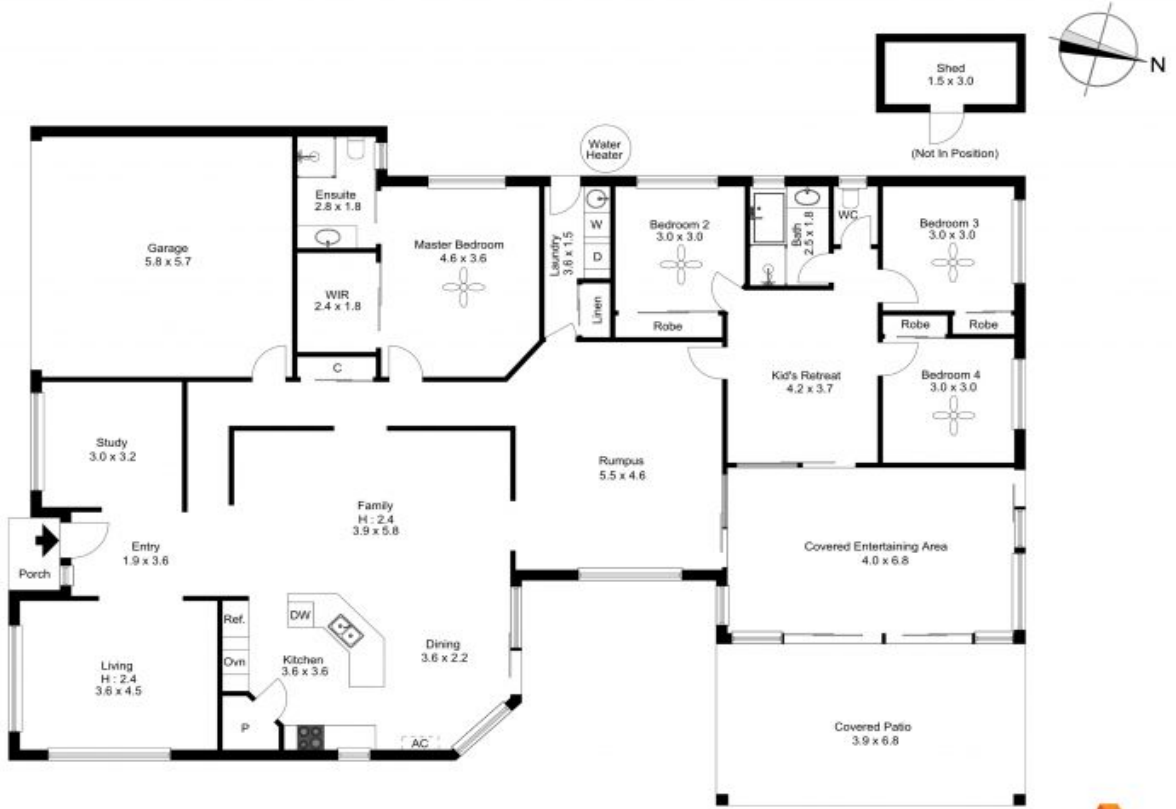 Shed
1.5 x 3.0
N
(Not In Position)
Water
Heater
Ensuite
2.8 x 1.8
Garage
5.8 x 5.7
WIR
2.4 x 1.8
C
Master Bedroom
4.6 x 3.6
Laundry
3.6 x 1.5
W
D
Linen
Bedroom 2
3.0 x 3.0
Robe
Bath
2.5 x 1.8
WC
Bedroom 3
3.0 x 3.0
Robe
Robe
Kid's Retreat
4.2 x 3.7
Bedroom 4
3.0 x 3.0
Study
3.0 x 3.2
Rumpus
5.5 x 4.6
Family
H : 2.4
3.9 x 5.8
Entry
1.9 x 3.6
Porch
Covered Entertaining Area
4.0 x 6.8
Ref.
DW
Ovn
Kitchen
3.6 x 3.6
Dining
3.6 x 2.2
Living
H : 2.4
3.6 x 4.5
P
AC
Covered Patio
3.9 x 6.8